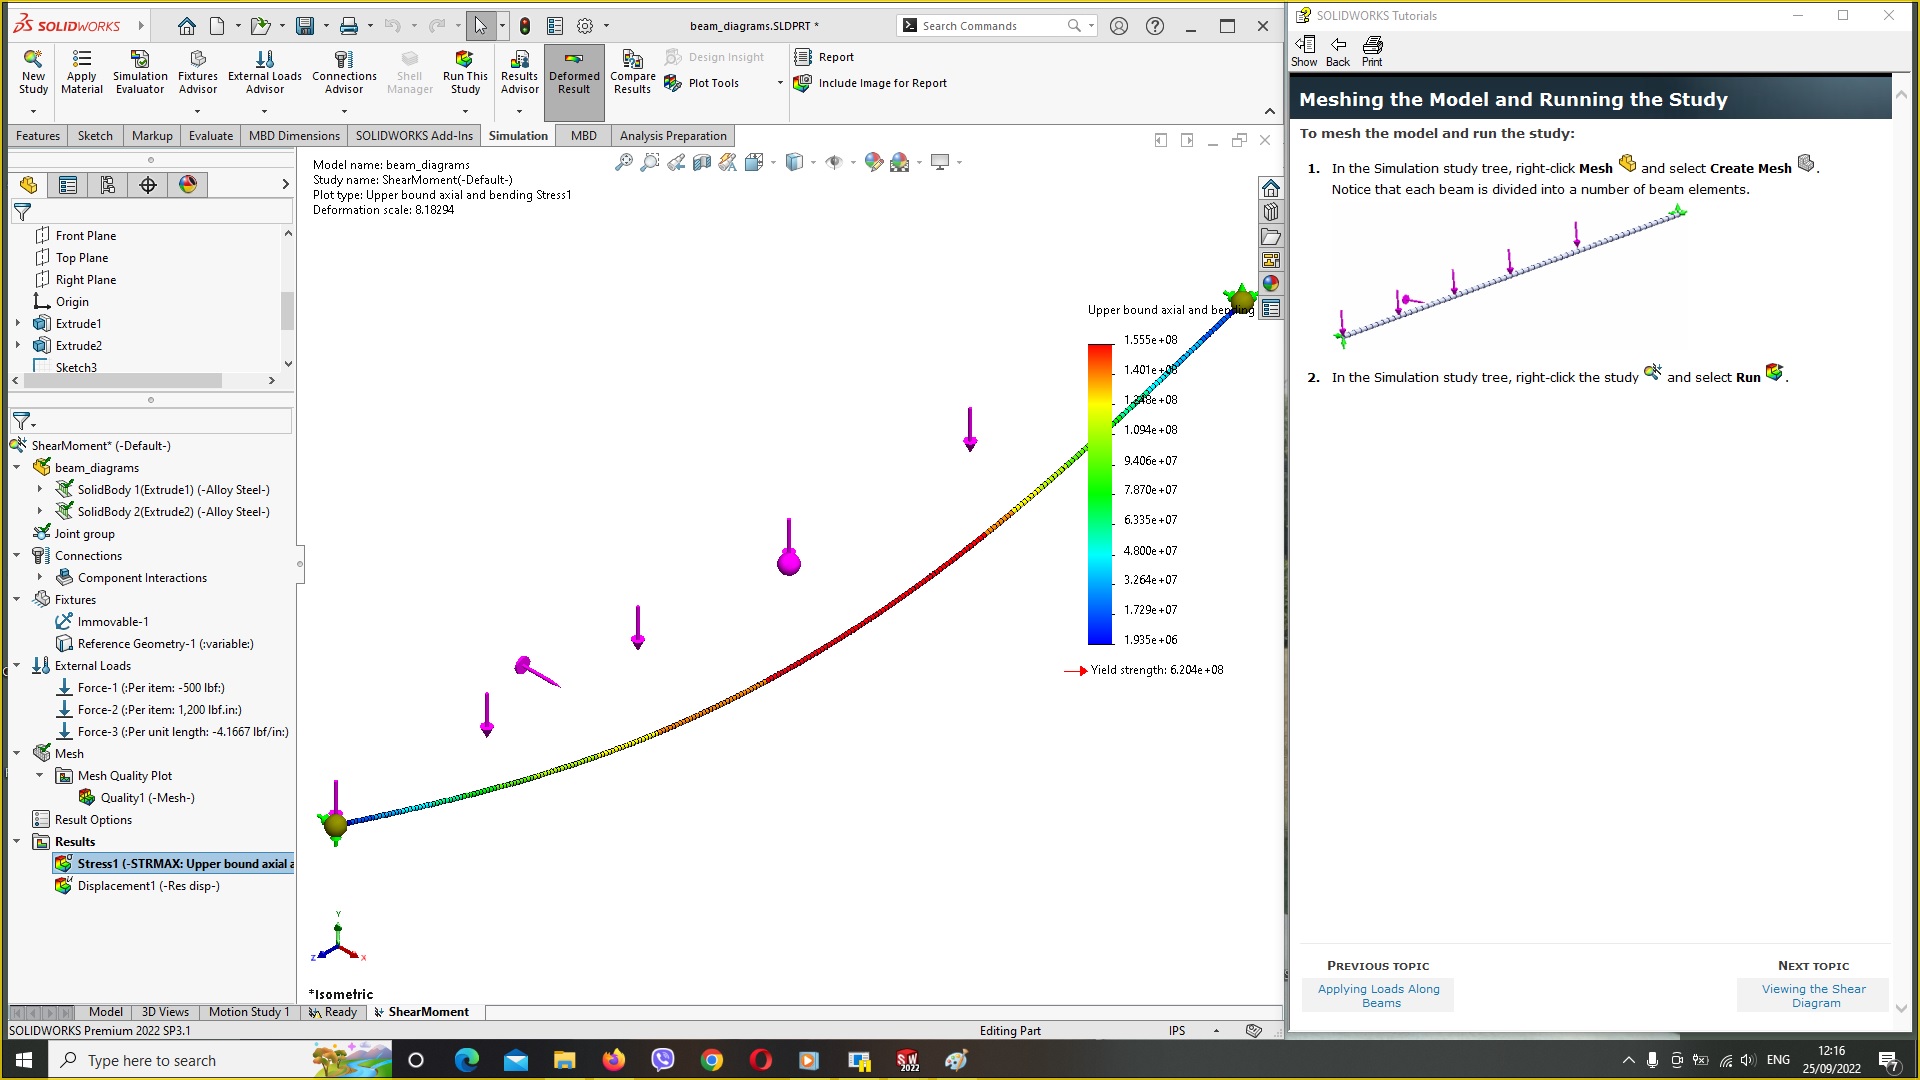 SOLIDWORKS
beam_diagrams.SLDPRT *
Search Commands
New Study
Apply Material
Simulation Evaluator
Fixtures Advisor
External Loads Advisor
Connections Advisor
Shell Manager
Run This Study
Results Advisor
Deformed Result
Compare Results
Design Insight
Plot Tools
Report
Include Image for Report
Features
Sketch
Markup
Evaluate
MBD Dimensions
SOLIDWORKS Add-Ins
Simulation
MBD
Analysis Preparation
Front Plane
Top Plane
Right Plane
Origin
Extrude1
Extrude2
Sketch3
ShearMoment* (-Default-)
beam_diagrams
SolidBody 1(Extrude1) (-Alloy Steel-)
SolidBody 2(Extrude2) (-Alloy Steel-)
Joint group
Connections
Component Interactions
Fixtures
Immovable-1
Reference Geometry-1 (:variable:)
External Loads
Force-1 (:Per item: -500 lbf:)
Force-2 (:Per item: 1,200 lbf.in:)
Force-3 (:Per unit length: -4.1667 lbf/in:)
Mesh
Mesh Quality Plot
Quality1 (-Mesh-)
Result Options
Results
Stress1 (-STRMAX: Upper bound axial a
Displacement1 (-Res disp-)
Model name: beam_diagrams
Study name: ShearMoment(-Default-)
Plot type: Upper bound axial and bending Stress1
Deformation scale: 8.18294
Upper bound axial and bending
1.555e+08
1.401e+08
1.248e+08
1.094e+08
9.406e+07
7.870e+07
6.335e+07
4.800e+07
3.264e+07
1.729e+07
1.935e+06
Yield strength: 6.204e+08
Y
Z
X
*Isometric
Model
3D Views
Motion Study 1
Ready
ShearMoment
SOLIDWORKS Premium 2022 SP3.1
Editing Part
IPS
SOLIDWORKS Tutorials
Show
Back
Print
Meshing the Model and Running the Study
To mesh the model and run the study:
1. In the Simulation study tree, right-click Mesh and select Create Mesh .
Notice that each beam is divided into a number of beam elements.
2. In the Simulation study tree, right-click the study and select Run .
PREVIOUS TOPIC
Applying Loads Along
Beams
NEXT TOPIC
Viewing the Shear
Diagram
Type here to search
SW
2022
ENG
12:16
25/09/2022
7